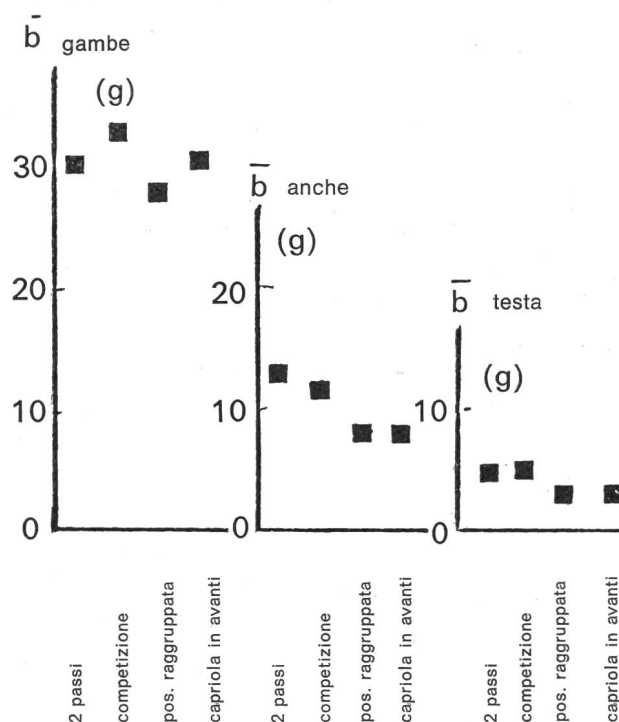 b̄ gambe
(g)
30
20
10
0
2 passi
competizione
pos. raggruppata
capriola in avanti
b̄ anche
(g)
20
10
0
2 passi
competizione
pos. raggruppata
capriola in avanti
b̄ testa
(g)
10
0
2 passi
competizione
pos. raggruppata
capriola in avanti